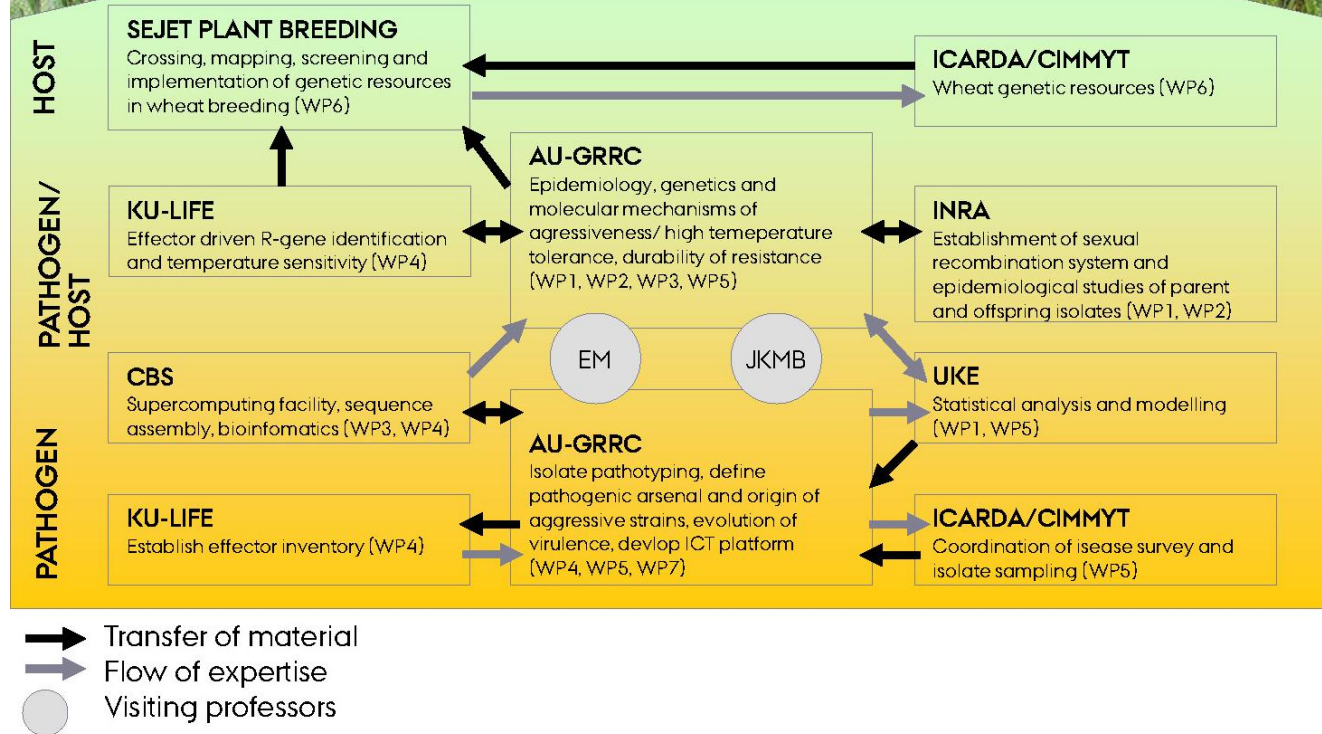 HOST
SEJET PLANT BREEDING
Crossing, mapping, screening and
implementation of genetic resources
in wheat breeding (WP6)
ICARDA/CIMMYT
Wheat genetic resources (WP6)
PATHOGEN/
HOST
KU-LIFE
Effector driven R-gene identification
and temperature sensitivity (WP4)
AU-GRRC
Epidemiology, genetics and
molecular mechanisms of
agressiveness/ high temeperature
tolerance, durability of resistance
(WP1, WP2, WP3, WP5)
INRA
Establishment of sexual
recombination system and
epidemiological studies of parent
and offspring isolates (WP1, WP2)
EM
JKMB
PATHOGEN
CBS
Supercomputing facility, sequence
assembly, bioinfomatics (WP3, WP4)
UKE
Statistical analysis and modelling
(WP1, WP5)
AU-GRRC
Isolate pathotyping, define
pathogenic arsenal and origin of
aggressive strains, evolution of
virulence, devlop ICT platform
(WP4, WP5, WP7)
KU-LIFE
Establish effector inventory (WP4)
ICARDA/CIMMYT
Coordination of isease survey and
isolate sampling (WP5)
Transfer of material
Flow of expertise
Visiting professors